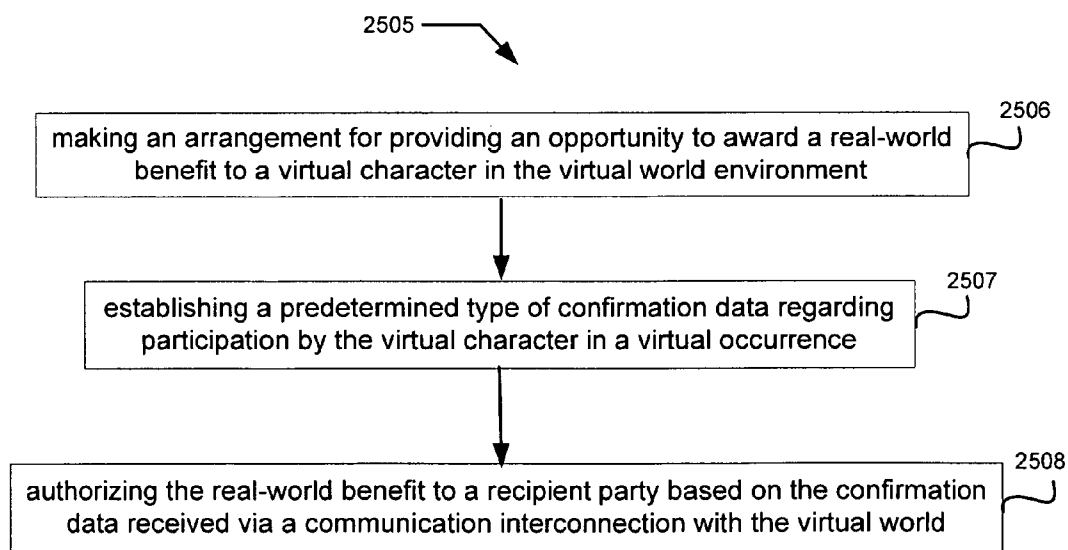 2505
2506
making an arrangement for providing an opportunity to award a real-world
benefit to a virtual character in the virtual world environment
2507
establishing a predetermined type of confirmation data regarding
participation by the virtual character in a virtual occurrence
2508
authorizing the real-world benefit to a recipient party based on the confirmation
data received via a communication interconnection with the virtual world